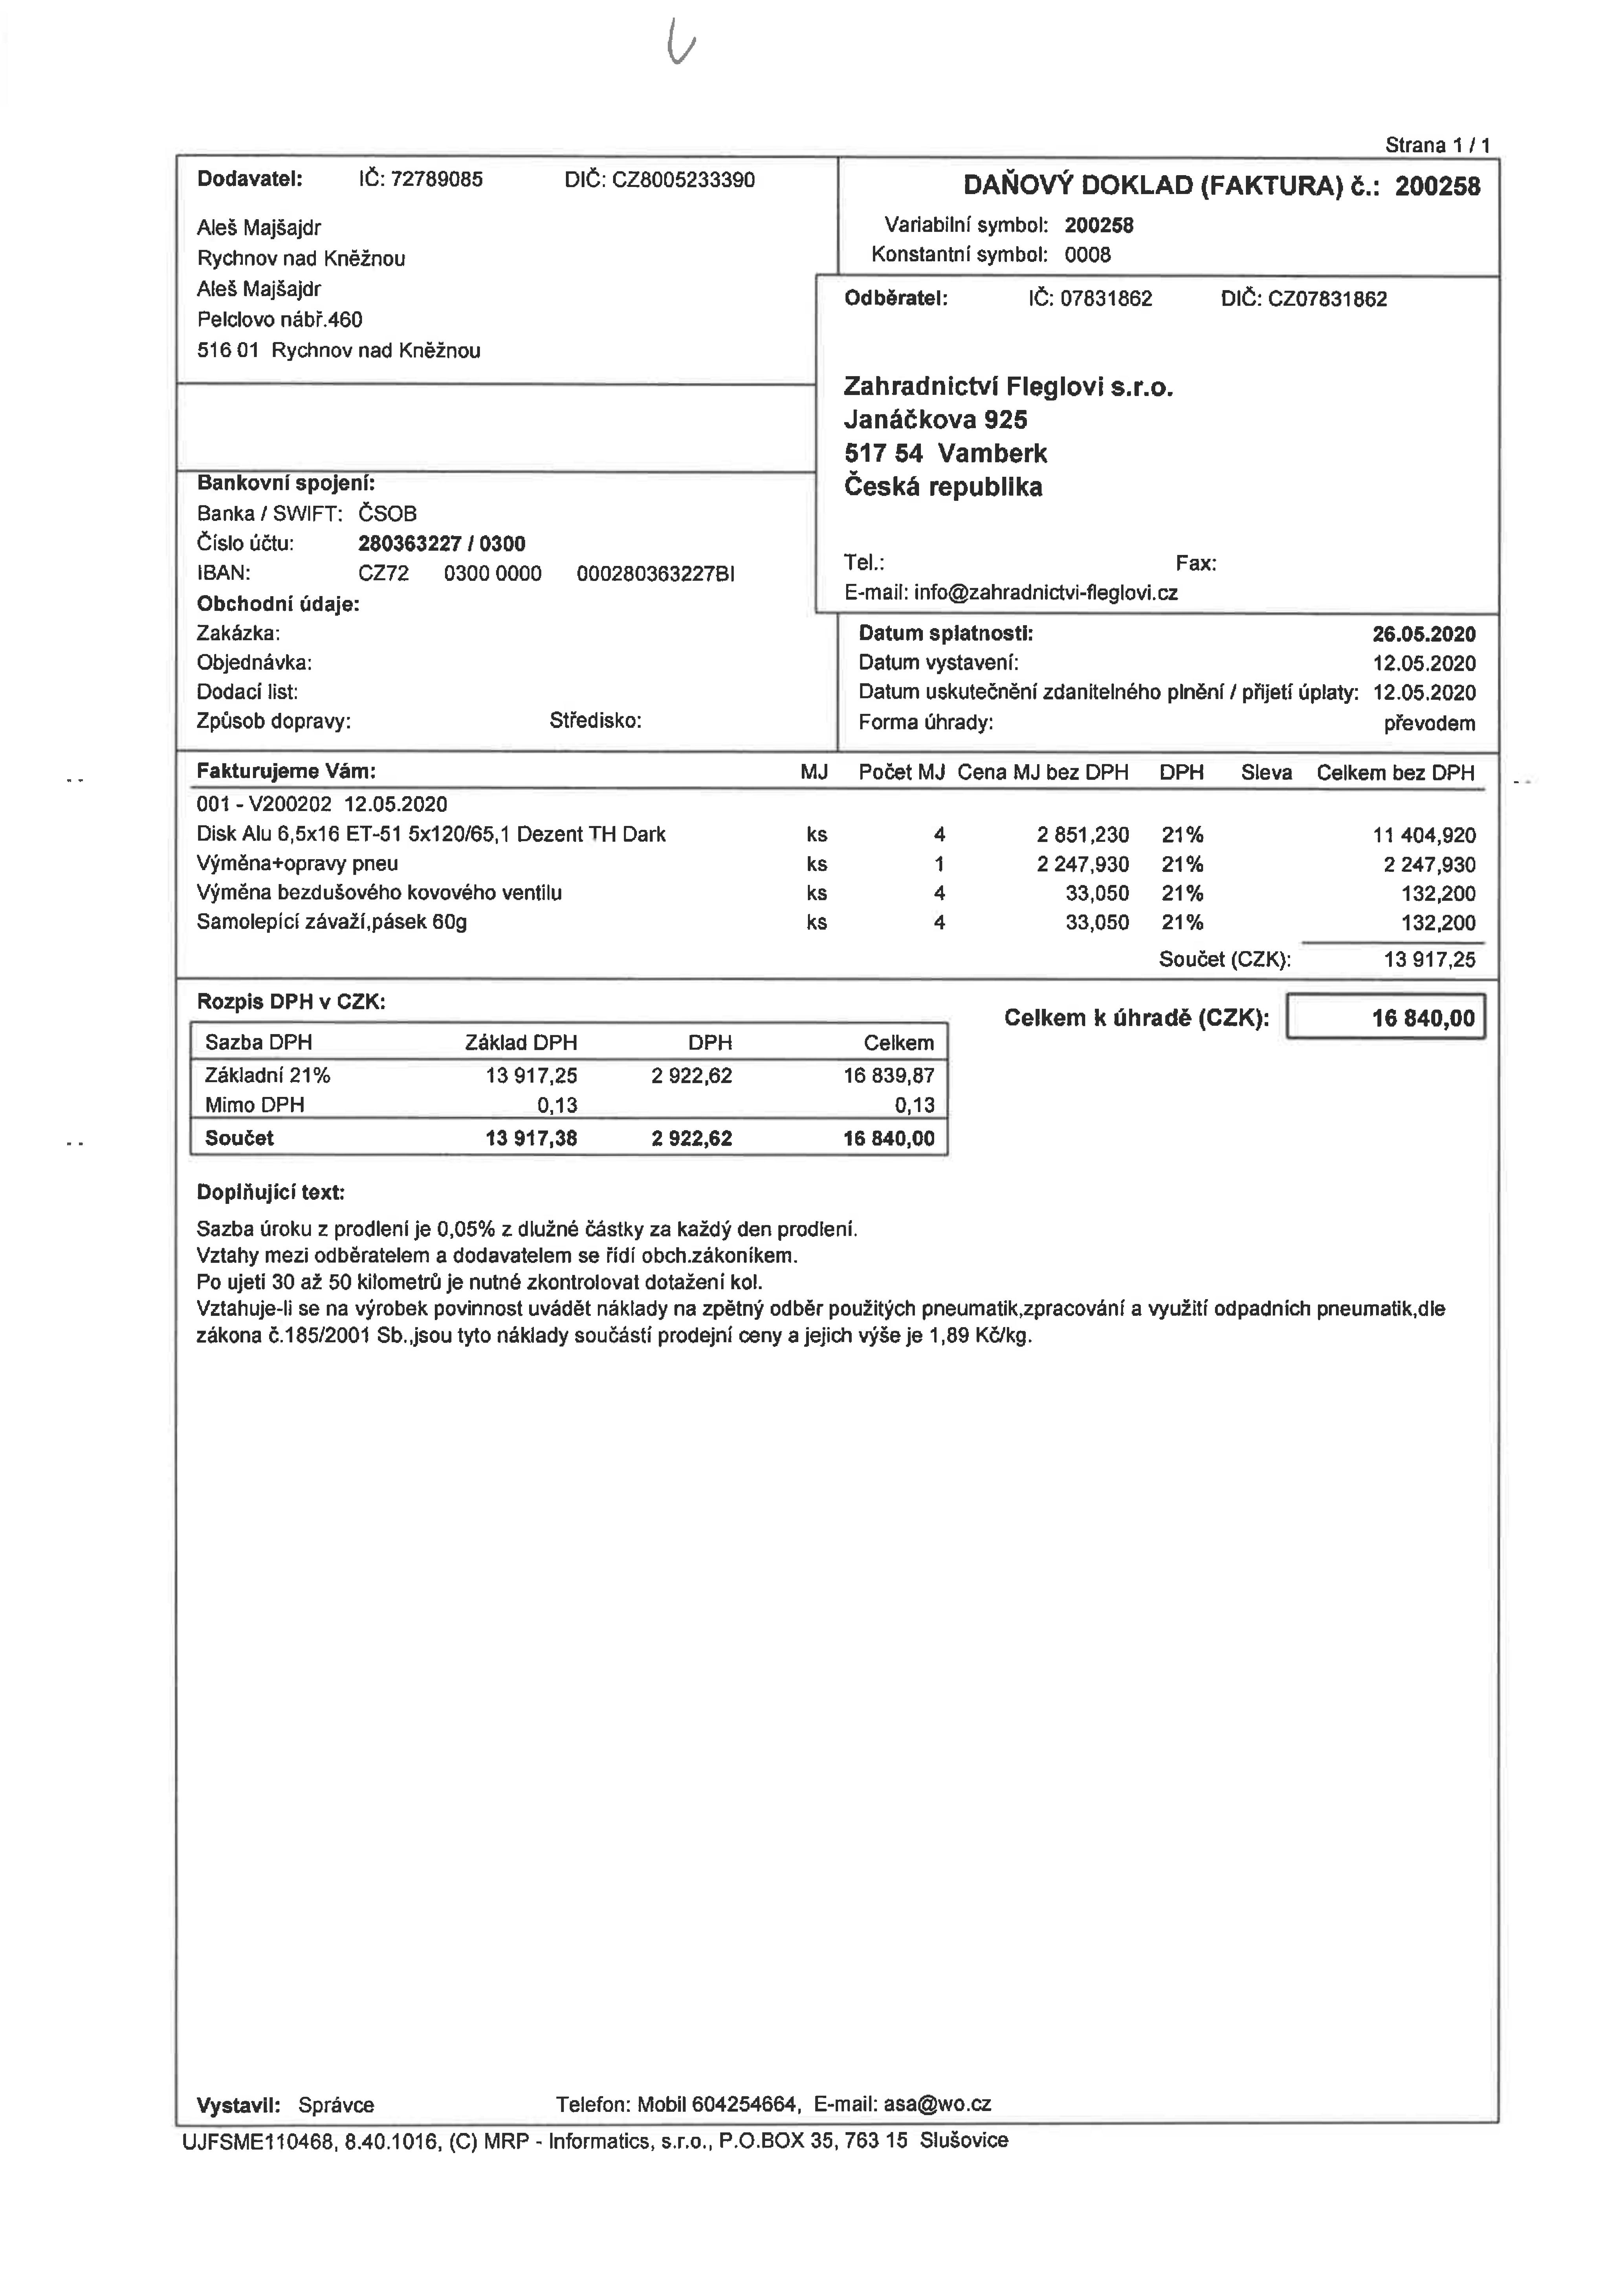 Strana 1 / 1
Dodavatel: IČ: 72789085 DIČ: CZ8005233390
DAŇOVÝ DOKLAD (FAKTURA) č.: 200258
Aleš Majšajdr
Rychnov nad Kněžnou
Aleš Majšajdr
Pelclovo nábř.460
516 01 Rychnov nad Kněžnou
Variabilní symbol: 200258
Konstantní symbol: 0008
Odběratel: IČ: 07831862 DIČ: CZ07831862
Zahradnictví Fleglovi s.r.o.
Janáčkova 925
517 54 Vamberk
Česká republika
Tel.: Fax:
E-mail: info@zahradnictvi-fleglovi.cz
Bankovní spojení:
Banka / SWIFT: ČSOB
Číslo účtu: 280363227 / 0300
IBAN: CZ72 0300 0000 000280363227BI
Obchodní údaje:
Zakázka:
Objednávka:
Dodací list:
Způsob dopravy: Středisko:
Datum splatnosti: 26.05.2020
Datum vystavení: 12.05.2020
Datum uskutečnění zdanitelného plnění / přijetí úplaty: 12.05.2020
Forma úhrady: převodem
Fakturujeme Vám: MJ Počet MJ Cena MJ bez DPH DPH Sleva Celkem bez DPH
001 - V200202 12.05.2020
Disk Alu 6,5x16 ET-51 5x120/65,1 Dezent TH Dark ks 4 2 851,230 21% 11 404,920
Výměna+opravy pneu ks 1 2 247,930 21% 2 247,930
Výměna bezdušového kovového ventilu ks 4 33,050 21% 132,200
Samolepící závaží,pásek 60g ks 4 33,050 21% 132,200
Součet (CZK): 13 917,25
Rozpis DPH v CZK:
Celkem k úhradě (CZK): 16 840,00
Sazba DPH Základ DPH DPH Celkem
Základní 21% 13 917,25 2 922,62 16 839,87
Mimo DPH 0,13 0,13
Součet 13 917,38 2 922,62 16 840,00
Doplňující text:
Sazba úroku z prodlení je 0,05% z dlužné částky za každý den prodlení.
Vztahy mezi odběratelem a dodavatelem se řídí obch.zákoníkem.
Po ujetí 30 až 50 kilometrů je nutné zkontrolovat dotažení kol.
Vztahuje-li se na výrobek povinnost uvádět náklady na zpětný odběr použitých pneumatik,zpracování a využití odpadních pneumatik,dle
zákona č.185/2001 Sb.,jsou tyto náklady součástí prodejní ceny a jejich výše je 1,89 Kč/kg.
Vystavil: Správce Telefon: Mobil 604254664, E-mail: asa@wo.cz
UJFSME110468, 8.40.1016, (C) MRP - Informatics, s.r.o., P.O.BOX 35, 763 15 Slušovice